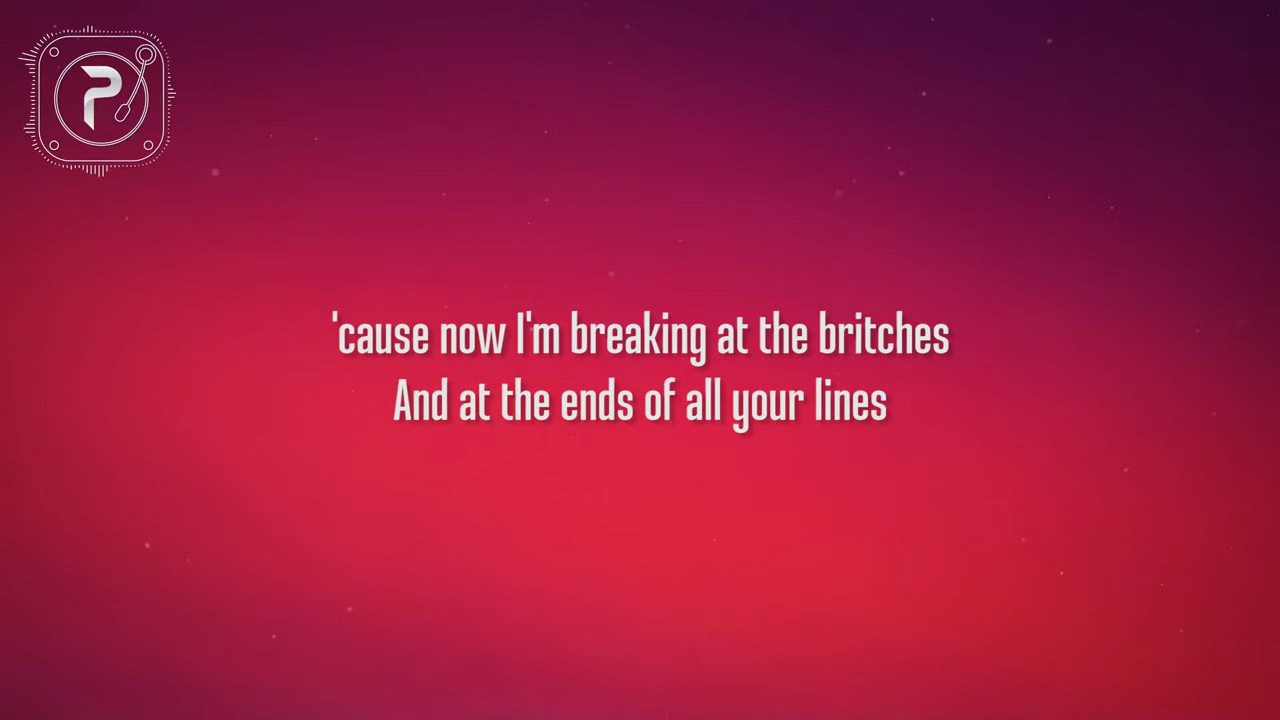 P
'cause now I'm breaking at the britches
And at the ends of all your lines